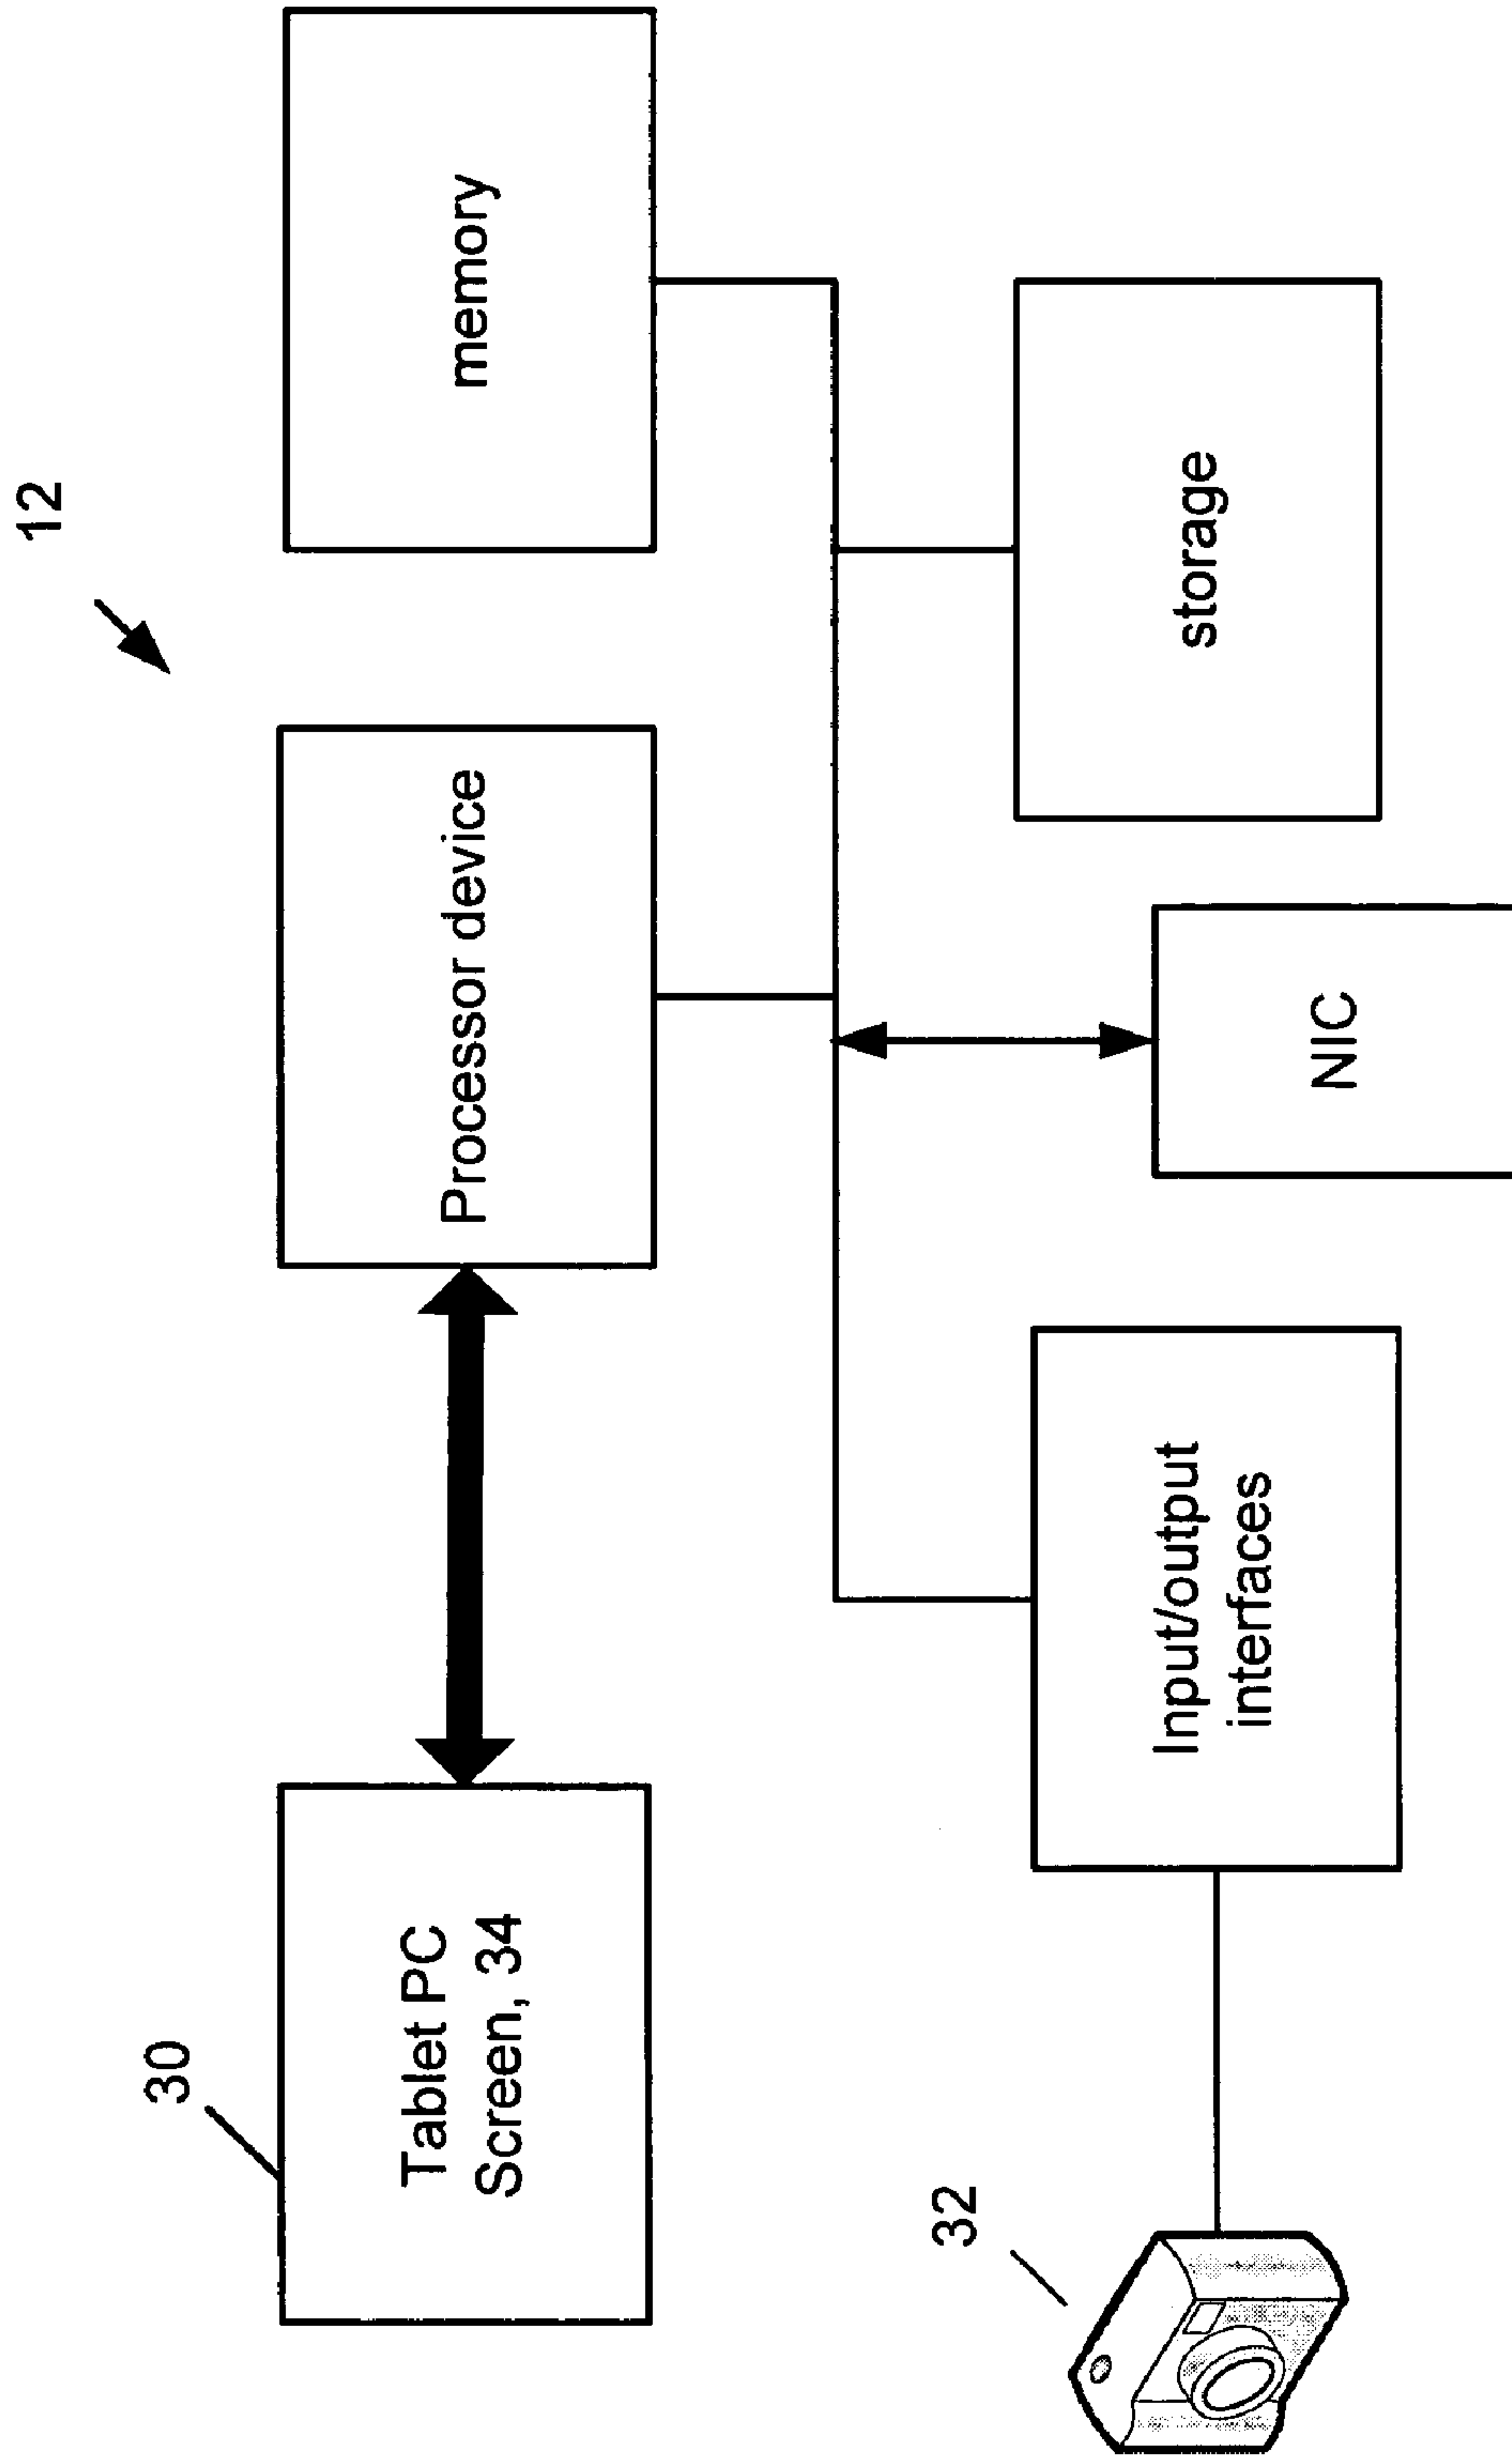 12
30
Tablet PC
Screen, 34
Processor device
memory
32
Input/output
interfaces
NIC
storage